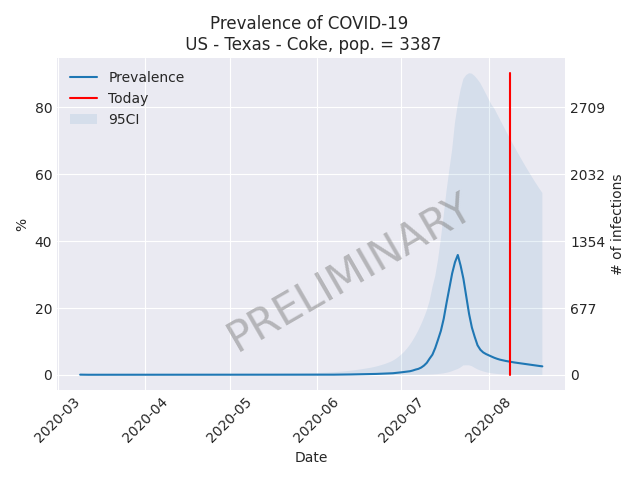 Prevalence of COVID-19
US - Texas - Coke, pop. = 3387
Prevalence
Today
95CI
80
60
40
20
0
%
2709
2032
1354
677
0
# of infections
PRELIMINARY
2020-03
2020-04
2020-05
2020-06
2020-07
2020-08
Date